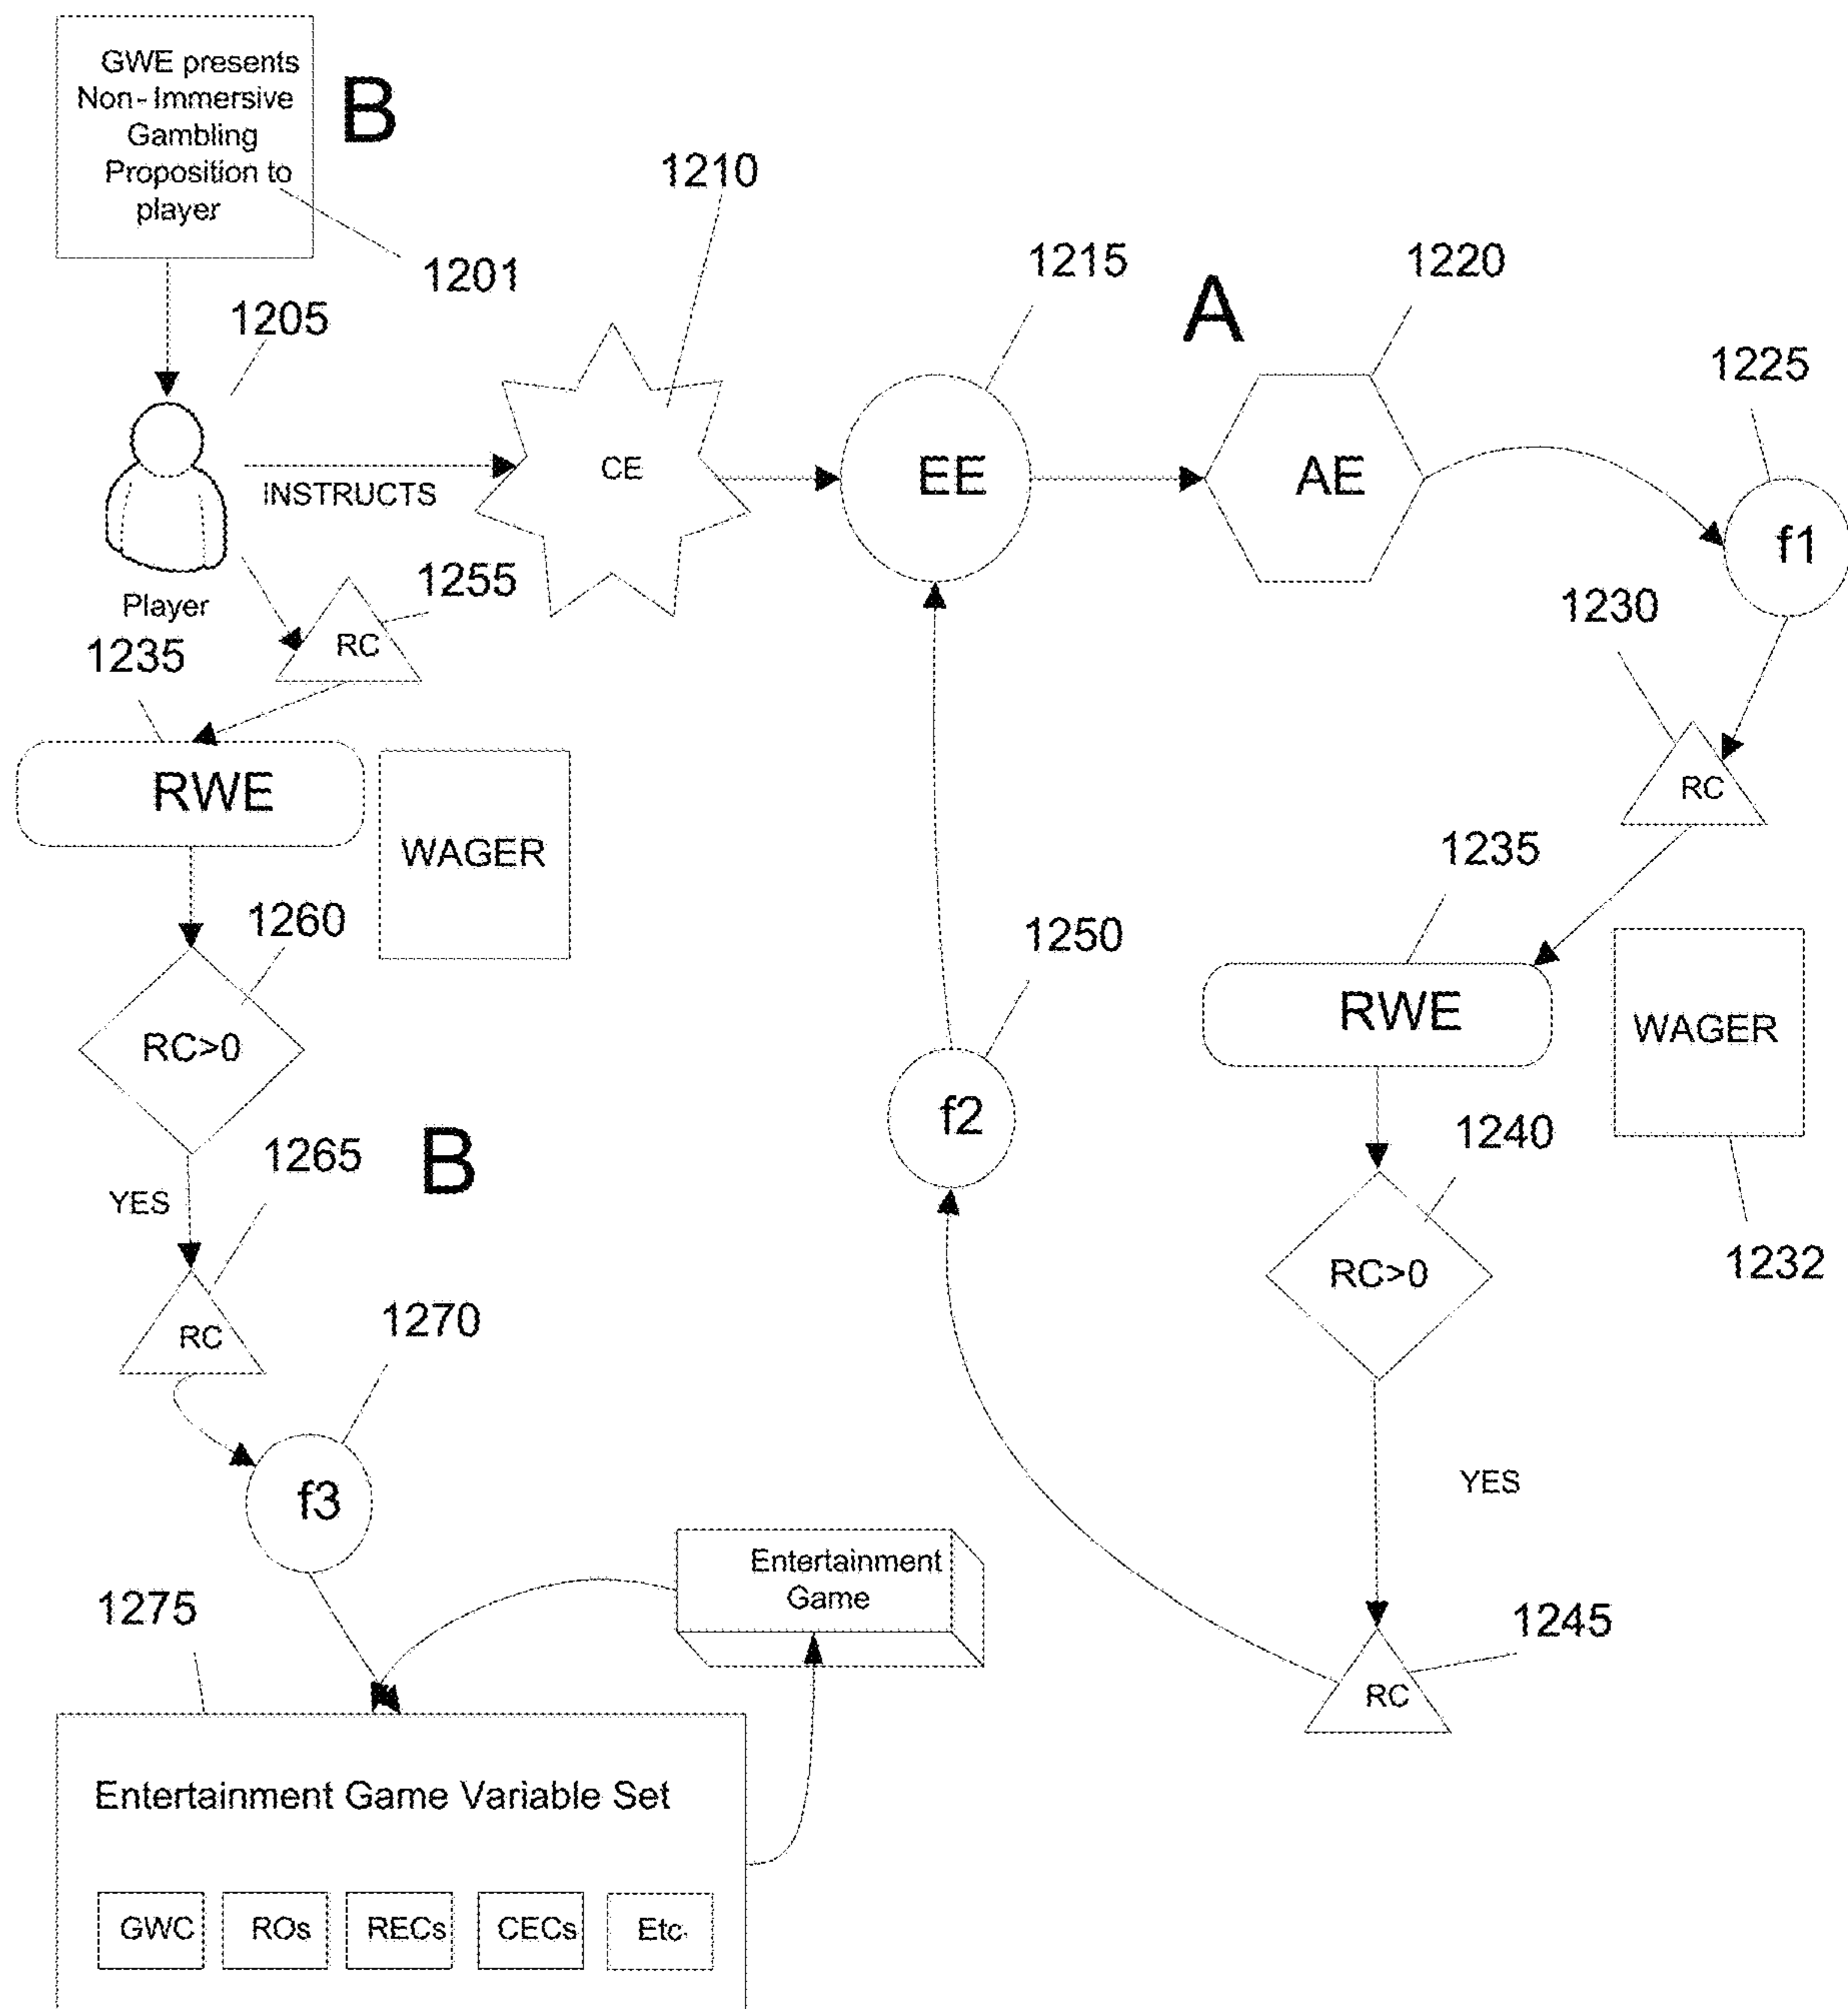 GWE presents
Non-Immersive
Gambling
Proposition to
player
B
1201
1205
1210
1215
A
1220
1225
INSTRUCTS
CE
EE
AE
f1
Player
1255
RC
1230
RC
1235
RWE
WAGER
1235
RWE
WAGER
1232
1260
RC>0
1250
f2
1240
RC>0
B
YES
1265
RC
1270
f3
YES
1245
RC
Entertainment
Game
1275
Entertainment Game Variable Set
GWC
ROs
RECs
CECs
Etc.